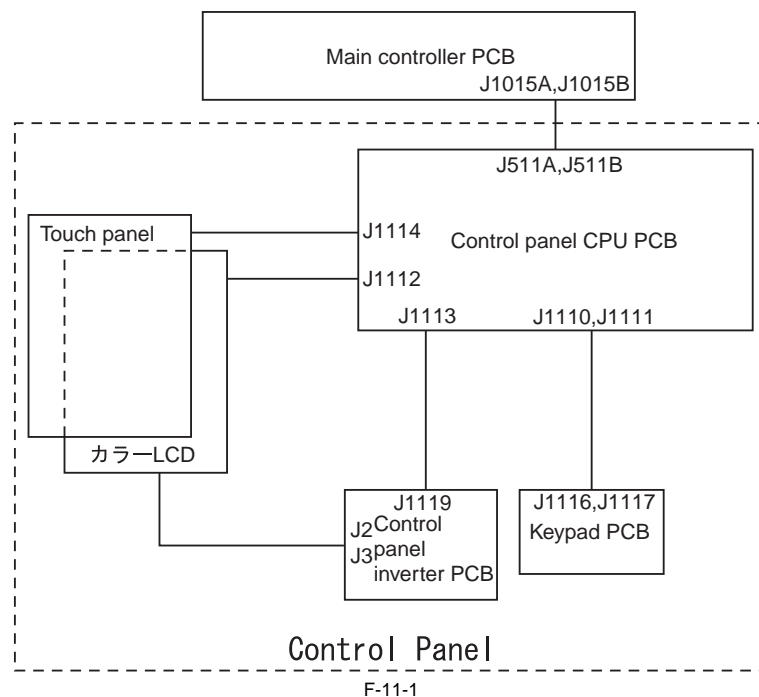 Main controller PCB
J1015A,J1015B
J511A,J511B
Touch panel
J1114
Control panel CPU PCB
J1112
J1113
J1110,J1111
カラーLCD
J1119
J2
Control
J3
panel
inverter PCB
J1116,J1117
Keypad PCB
Control Panel
F-11-1